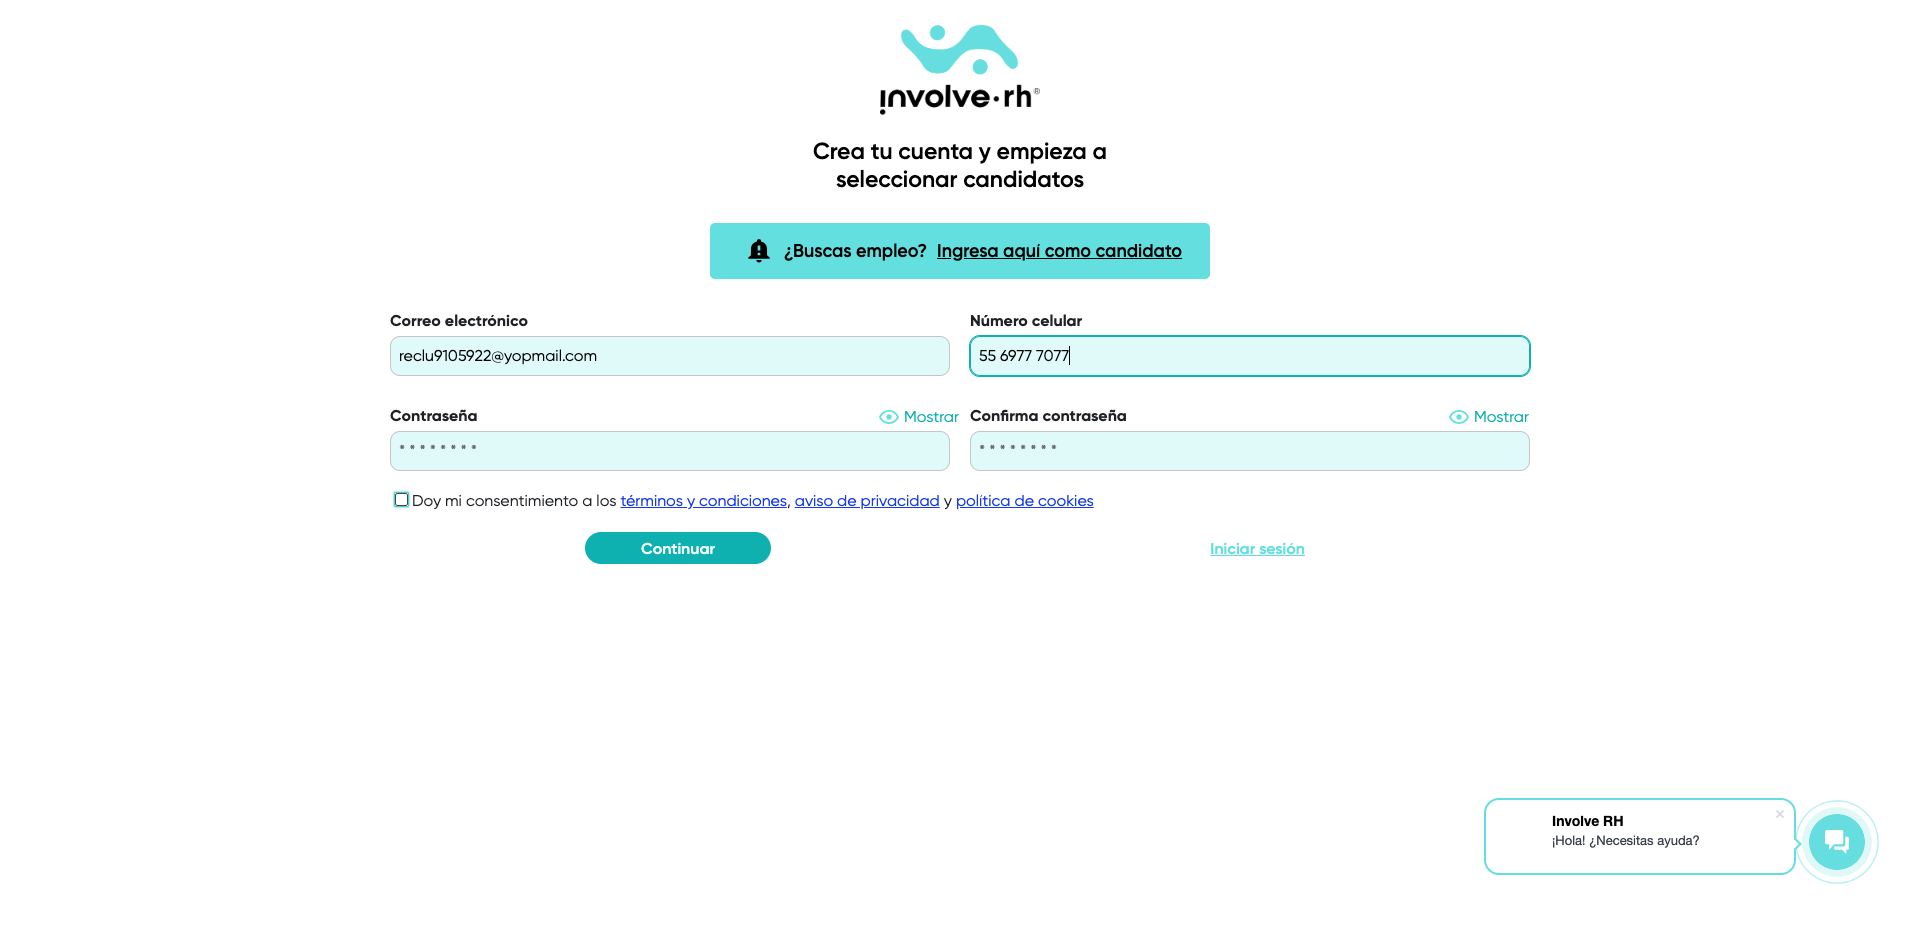 involve·rh®
Crea tu cuenta y empieza a
seleccionar candidatos
¿Buscas empleo? Ingresa aquí como candidato
Correo electrónico
Número celular
reclu9105922@yopmail.com
55 6977 7077
Contraseña
Mostrar
Confirma contraseña
Mostrar
* * * * * * * *
* * * * * * * *
Doy mi consentimiento a los términos y condiciones, aviso de privacidad y política de cookies
Continuar
Iniciar sesión
Involve RH
¡Hola! ¿Necesitas ayuda?